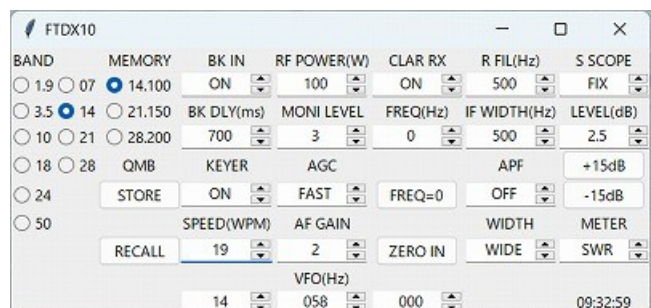 FTDX10
BAND MEMORY BK IN RF POWER(W) CLAR RX R FIL(Hz) S SCOPE
1.9 07 14.100 ON 100 ON 500 FIX
3.5 14 21.150 BK DLY(ms) MONI LEVEL FREQ(Hz) IF WIDTH(Hz) LEVEL(dB)
10 21 28.200 700 3 0 500 2.5
18 28 QMB KEYER AGC APF +15dB
24 STORE ON FAST FREQ=0 OFF -15dB
50 SPEED(WPM) AF GAIN WIDTH METER
RECALL 19 2 ZERO IN WIDE SWR
VFO(Hz)
14 058 000 09:32:59